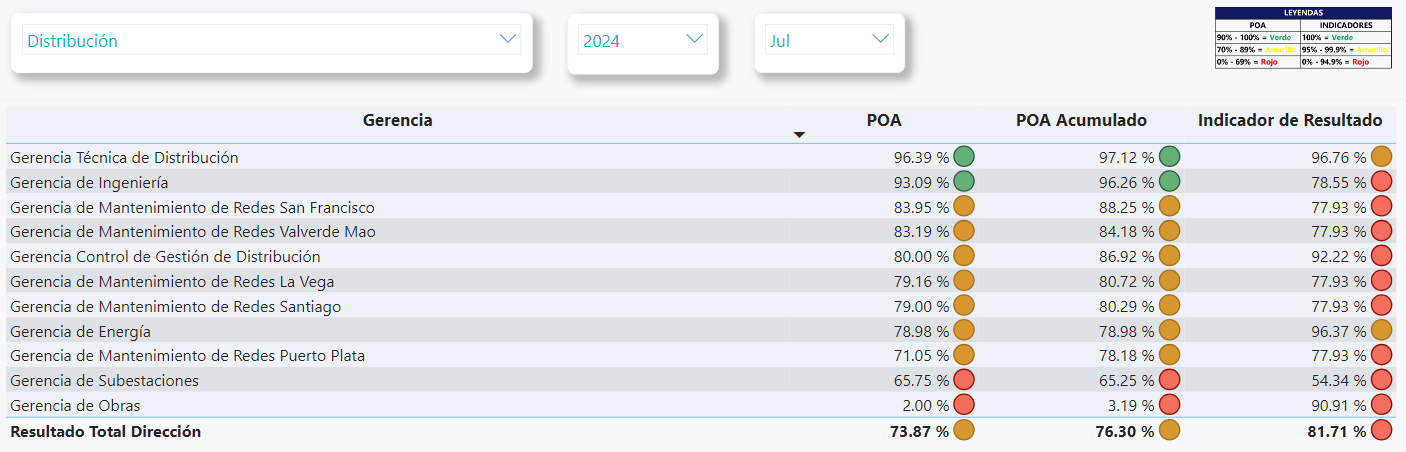 Distribución 2024 Jul
LEYENDAS
POA INDICADORES
90% - 100% = Verde 100% = Verde
70% - 89% = Amarillo 95% - 99.9% = Amarillo
0% - 69% = Rojo 0% - 94.9% = Rojo
Gerencia POA POA Acumulado Indicador de Resultado
Gerencia Técnica de Distribución 96.39 % 97.12 % 96.76 %
Gerencia de Ingeniería 93.09 % 96.26 % 78.55 %
Gerencia de Mantenimiento de Redes San Francisco 83.95 % 88.25 % 77.93 %
Gerencia de Mantenimiento de Redes Valverde Mao 83.19 % 84.18 % 77.93 %
Gerencia Control de Gestión de Distribución 80.00 % 86.92 % 92.22 %
Gerencia de Mantenimiento de Redes La Vega 79.16 % 80.72 % 77.93 %
Gerencia de Mantenimiento de Redes Santiago 79.00 % 80.29 % 77.93 %
Gerencia de Energía 78.98 % 78.98 % 96.37 %
Gerencia de Mantenimiento de Redes Puerto Plata 71.05 % 78.18 % 77.93 %
Gerencia de Subestaciones 65.75 % 65.25 % 54.34 %
Gerencia de Obras 2.00 % 3.19 % 90.91 %
Resultado Total Dirección 73.87 % 76.30 % 81.71 %